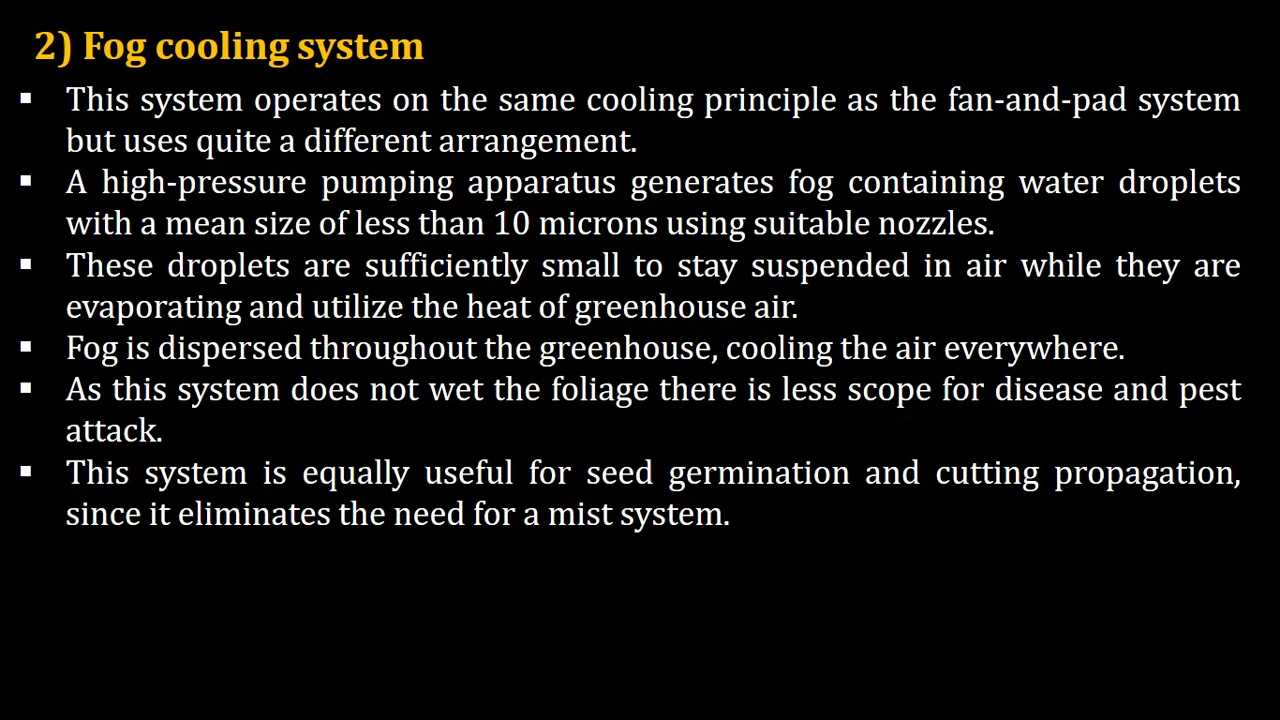 2) Fog cooling system
▪ This system operates on the same cooling principle as the fan-and-pad system
but uses quite a different arrangement.
▪ A high-pressure pumping apparatus generates fog containing water droplets
with a mean size of less than 10 microns using suitable nozzles.
▪ These droplets are sufficiently small to stay suspended in air while they are
evaporating and utilize the heat of greenhouse air.
▪ Fog is dispersed throughout the greenhouse, cooling the air everywhere.
▪ As this system does not wet the foliage there is less scope for disease and pest
attack.
▪ This system is equally useful for seed germination and cutting propagation,
since it eliminates the need for a mist system.